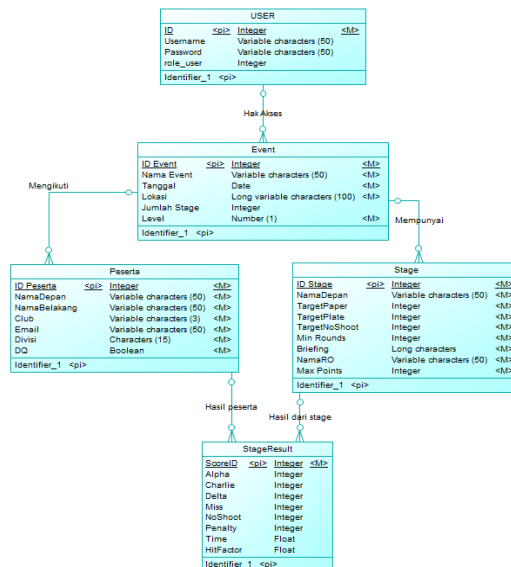 USER
ID <pi> Integer <M>
Username Variable characters (50)
Password Variable characters (50)
role_user Integer
Identifier_1 <pi>
Hak Akses
Event
ID Event <pi> Integer <M>
Nama Event Variable characters (50) <M>
Tanggal Date <M>
Lokasi Long variable characters (100) <M>
Jumlah Stage Integer
Level Number (1) <M>
Identifier_1 <pi>
Mengikuti
Mempunyai
Peserta
ID Peserta <pi> Integer <M>
NamaDepan Variable characters (50) <M>
NamaBelakang Variable characters (50) <M>
Club Variable characters (3) <M>
Email Variable characters (50) <M>
Divisi Characters (15) <M>
DQ Boolean <M>
Identifier_1 <pi>
Stage
ID Stage <pi> Integer <M>
NamaDepan Variable characters (50) <M>
TargetPaper Integer <M>
TargetPlate Integer <M>
TargetNoShoot Integer <M>
Min Rounds Integer <M>
Briefing Long characters <M>
NamaRO Variable characters (50) <M>
Max Points Integer <M>
Identifier_1 <pi>
Hasil peserta
Hasil dari stage
StageResult
ScoreID <pi> Integer <M>
Alpha Integer
Charlie Integer
Delta Integer
Miss Integer
NoShoot Integer
Penalty Integer
Time Float
HitFactor Float
Identifier_1 <pi>